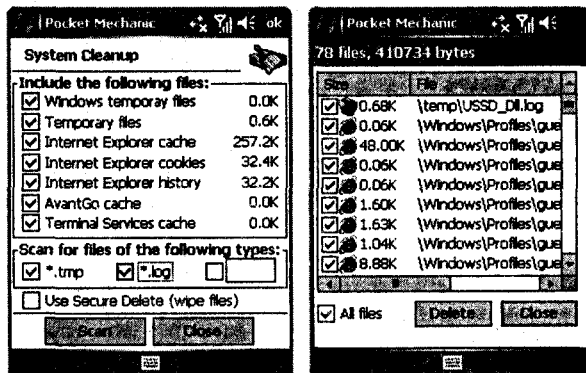 Pocket Mechanic ok
System Cleanup
Include the following files:
Windows temporay files 0.0K
Temporary files 0.6K
Internet Explorer cache 257.2K
Internet Explorer cookies 32.4K
Internet Explorer history 32.2K
AvantGo cache 0.0K
Terminal Services cache 0.0K
Scan for files of the following types:
*.tmp *.log
Use Secure Delete (wipe files)
Scan Close
Pocket Mechanic
78 files, 410734 bytes
Size File
0.68K \temp\USSD_Dll.log
0.06K \Windows\Profiles\gue
48.00K \Windows\Profiles\gue
0.06K \Windows\Profiles\gue
0.06K \Windows\Profiles\gue
1.60K \Windows\Profiles\gue
1.63K \Windows\Profiles\gue
1.04K \Windows\Profiles\gue
8.88K \Windows\Profiles\gue
All files Delete Close